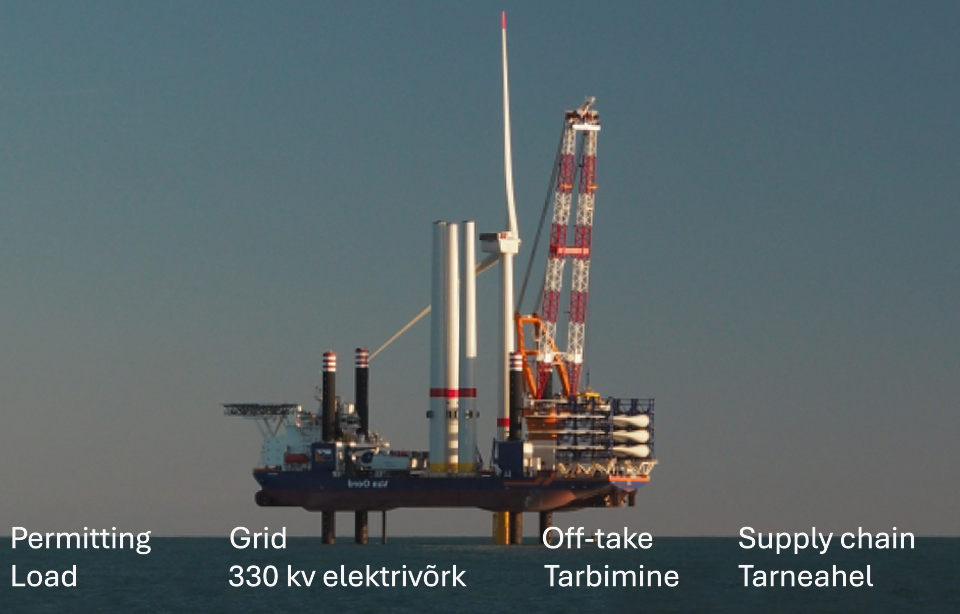 Permitting
Load
Grid
330 kv elektrivõrk
Off-take
Tarbimine
Supply chain
Tarneahel